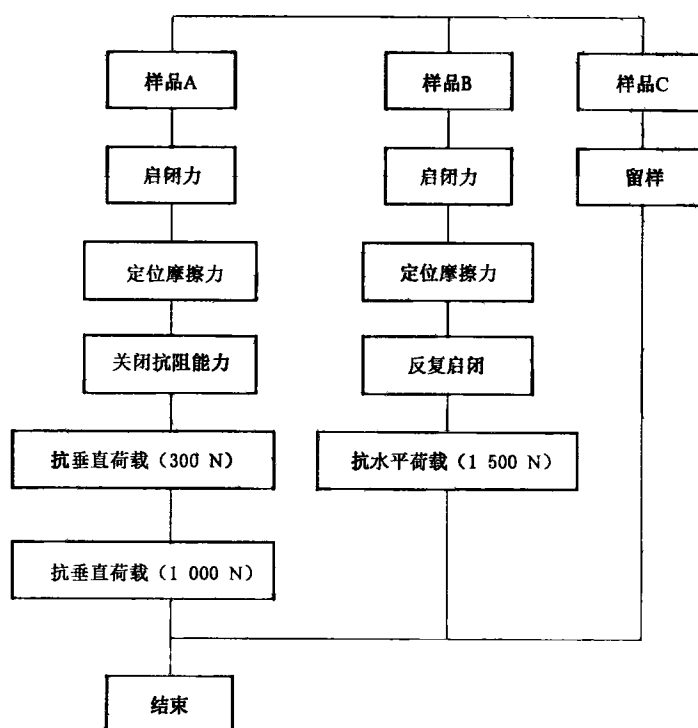 样品A
样品B
样品C
启闭力
启闭力
留样
定位摩擦力
定位摩擦力
关闭抗阻能力
反复启闭
抗垂直荷载（300 N）
抗水平荷载（1 500 N）
抗垂直荷载（1 000 N）
结束